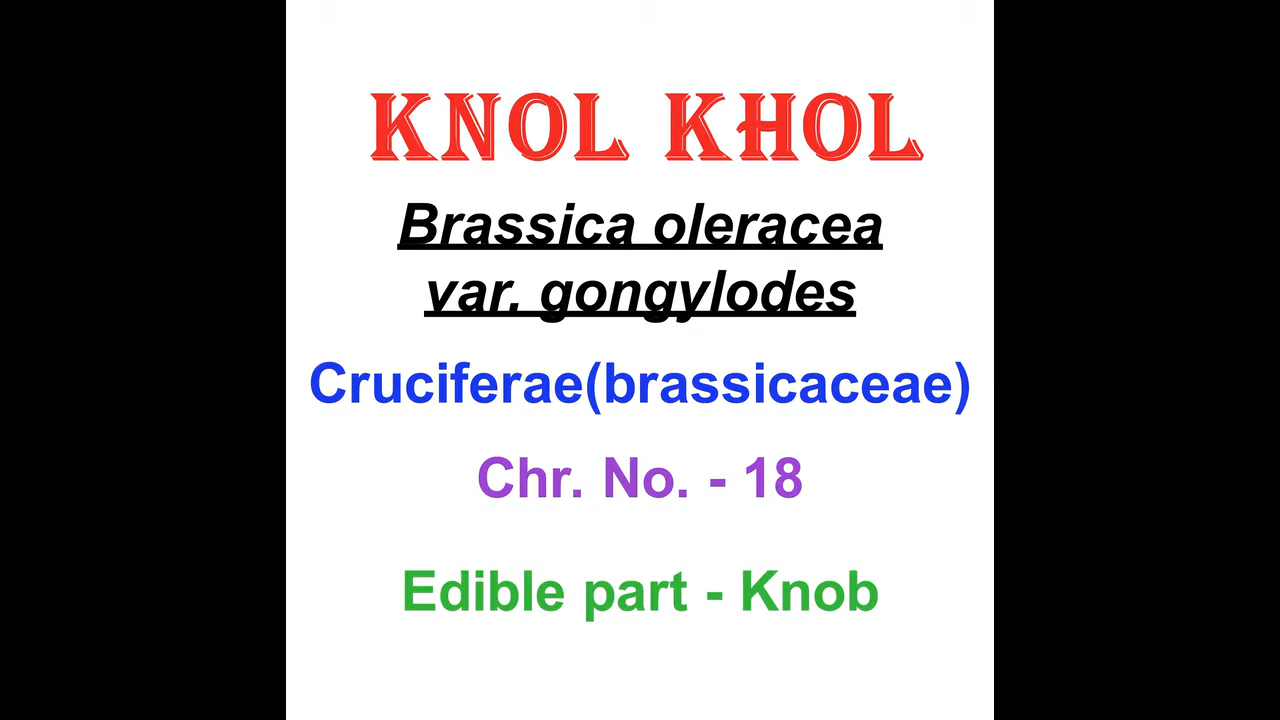 KNOL KHOL
Brassica oleracea
var. gongylodes
Cruciferae(brassicaceae)
Chr. No. - 18
Edible part - Knob